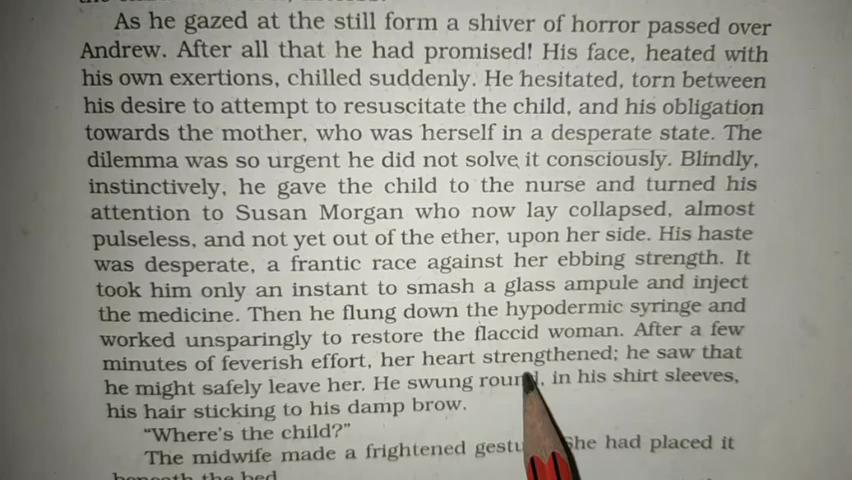 As he gazed at the still form a shiver of horror passed over
Andrew. After all that he had promised! His face, heated with
his own exertions, chilled suddenly. He hesitated, torn between
his desire to attempt to resuscitate the child, and his obligation
towards the mother, who was herself in a desperate state. The
dilemma was so urgent he did not solve it consciously. Blindly,
instinctively, he gave the child to the nurse and turned his
attention to Susan Morgan who now lay collapsed, almost
pulseless, and not yet out of the ether, upon her side. His haste
was desperate, a frantic race against her ebbing strength. It
took him only an instant to smash a glass ampule and inject
the medicine. Then he flung down the hypodermic syringe and
worked unsparingly to restore the flaccid woman. After a few
minutes of feverish effort, her heart strengthened; he saw that
he might safely leave her. He swung round, in his shirt sleeves,
his hair sticking to his damp brow.
"Where's the child?"
The midwife made a frightened She had placed it
beneath the bed